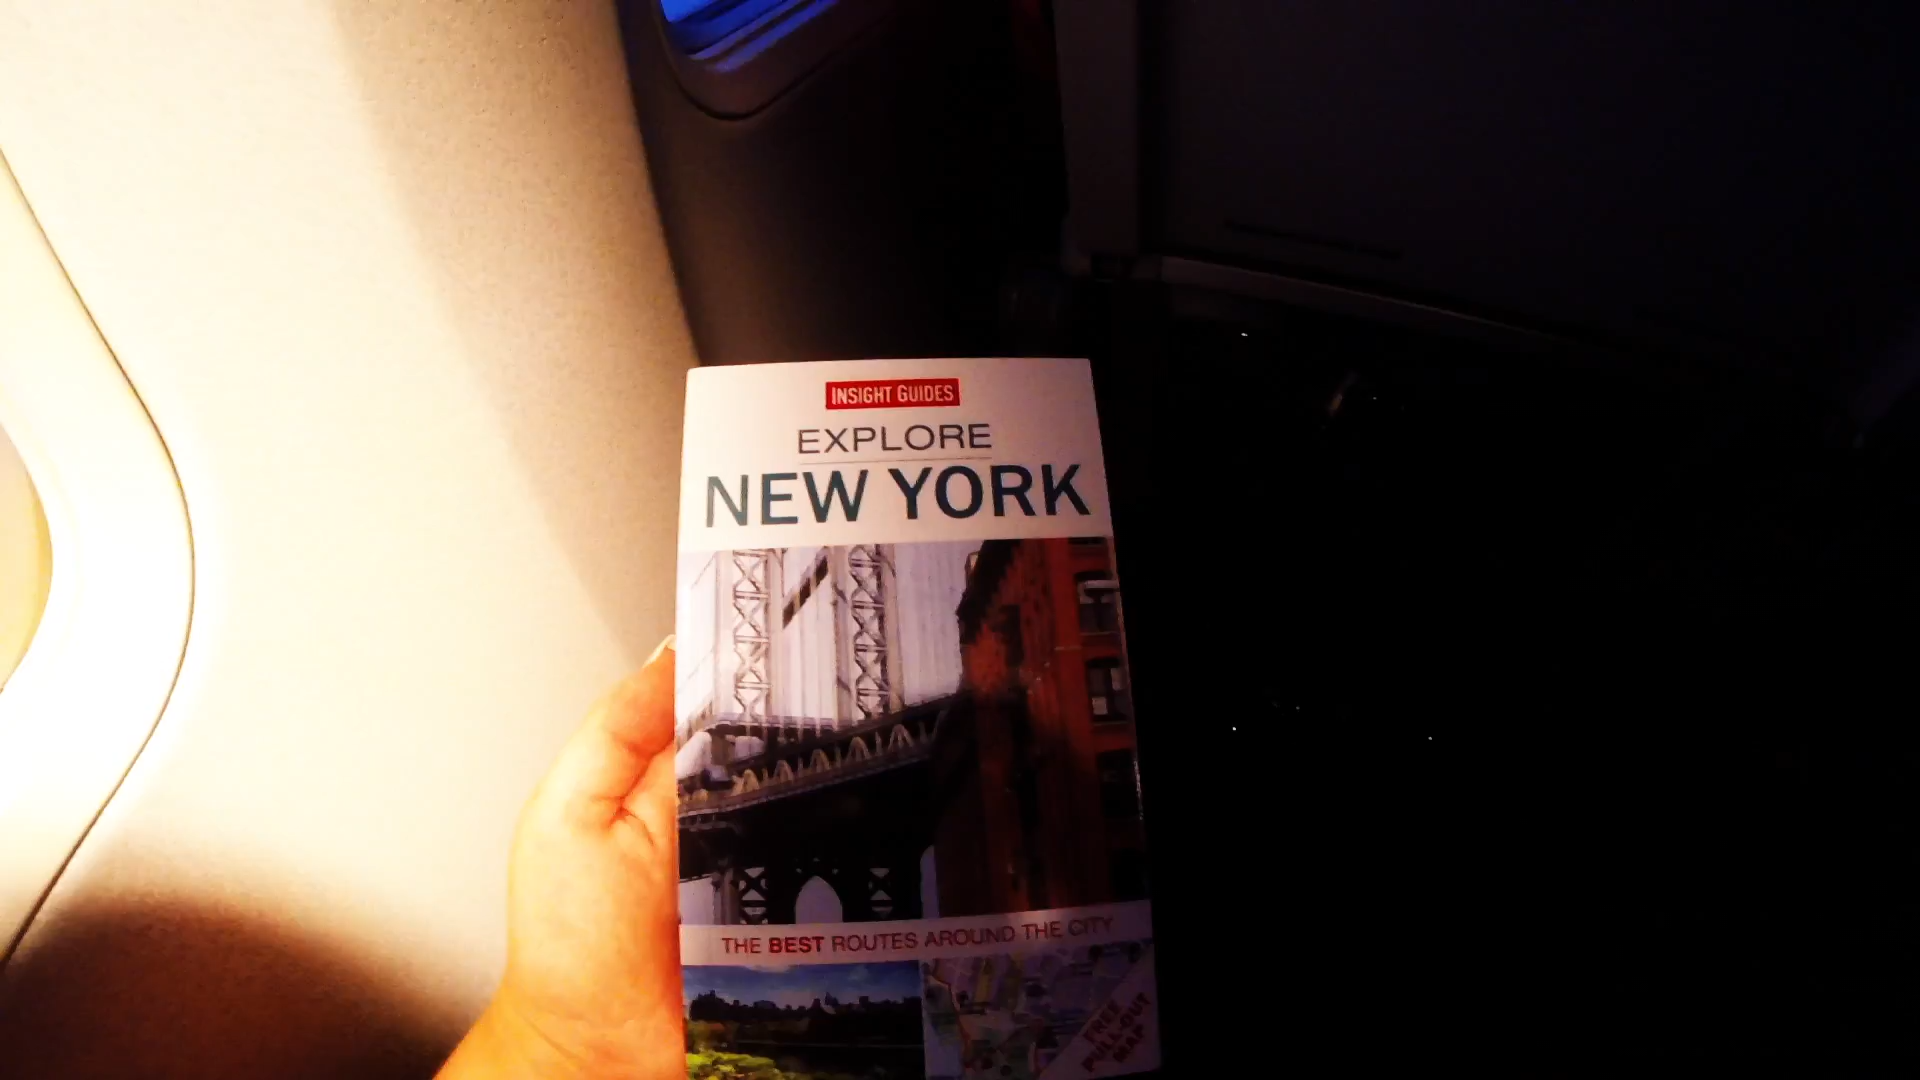 INSIGHT GUIDES
EXPLORE
NEW YORK
THE BEST ROUTES AROUND THE CITY
FREE
PULL-OUT
MAP